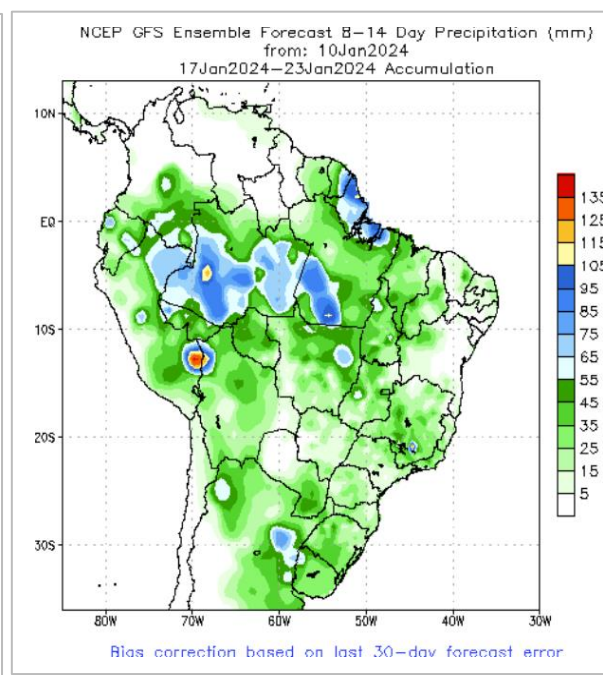 NCEP GFS Ensemble Forecast 8-14 Day Precipitation (mm)
from: 10Jan2024
17Jan2024-23Jan2024 Accumulation
10N
EQ
10S
20S
30S
80W
70W
60W
50W
40W
30W
135
125
115
105
95
85
75
65
55
45
35
25
15
5
Bias correction based on last 30-day forecast error